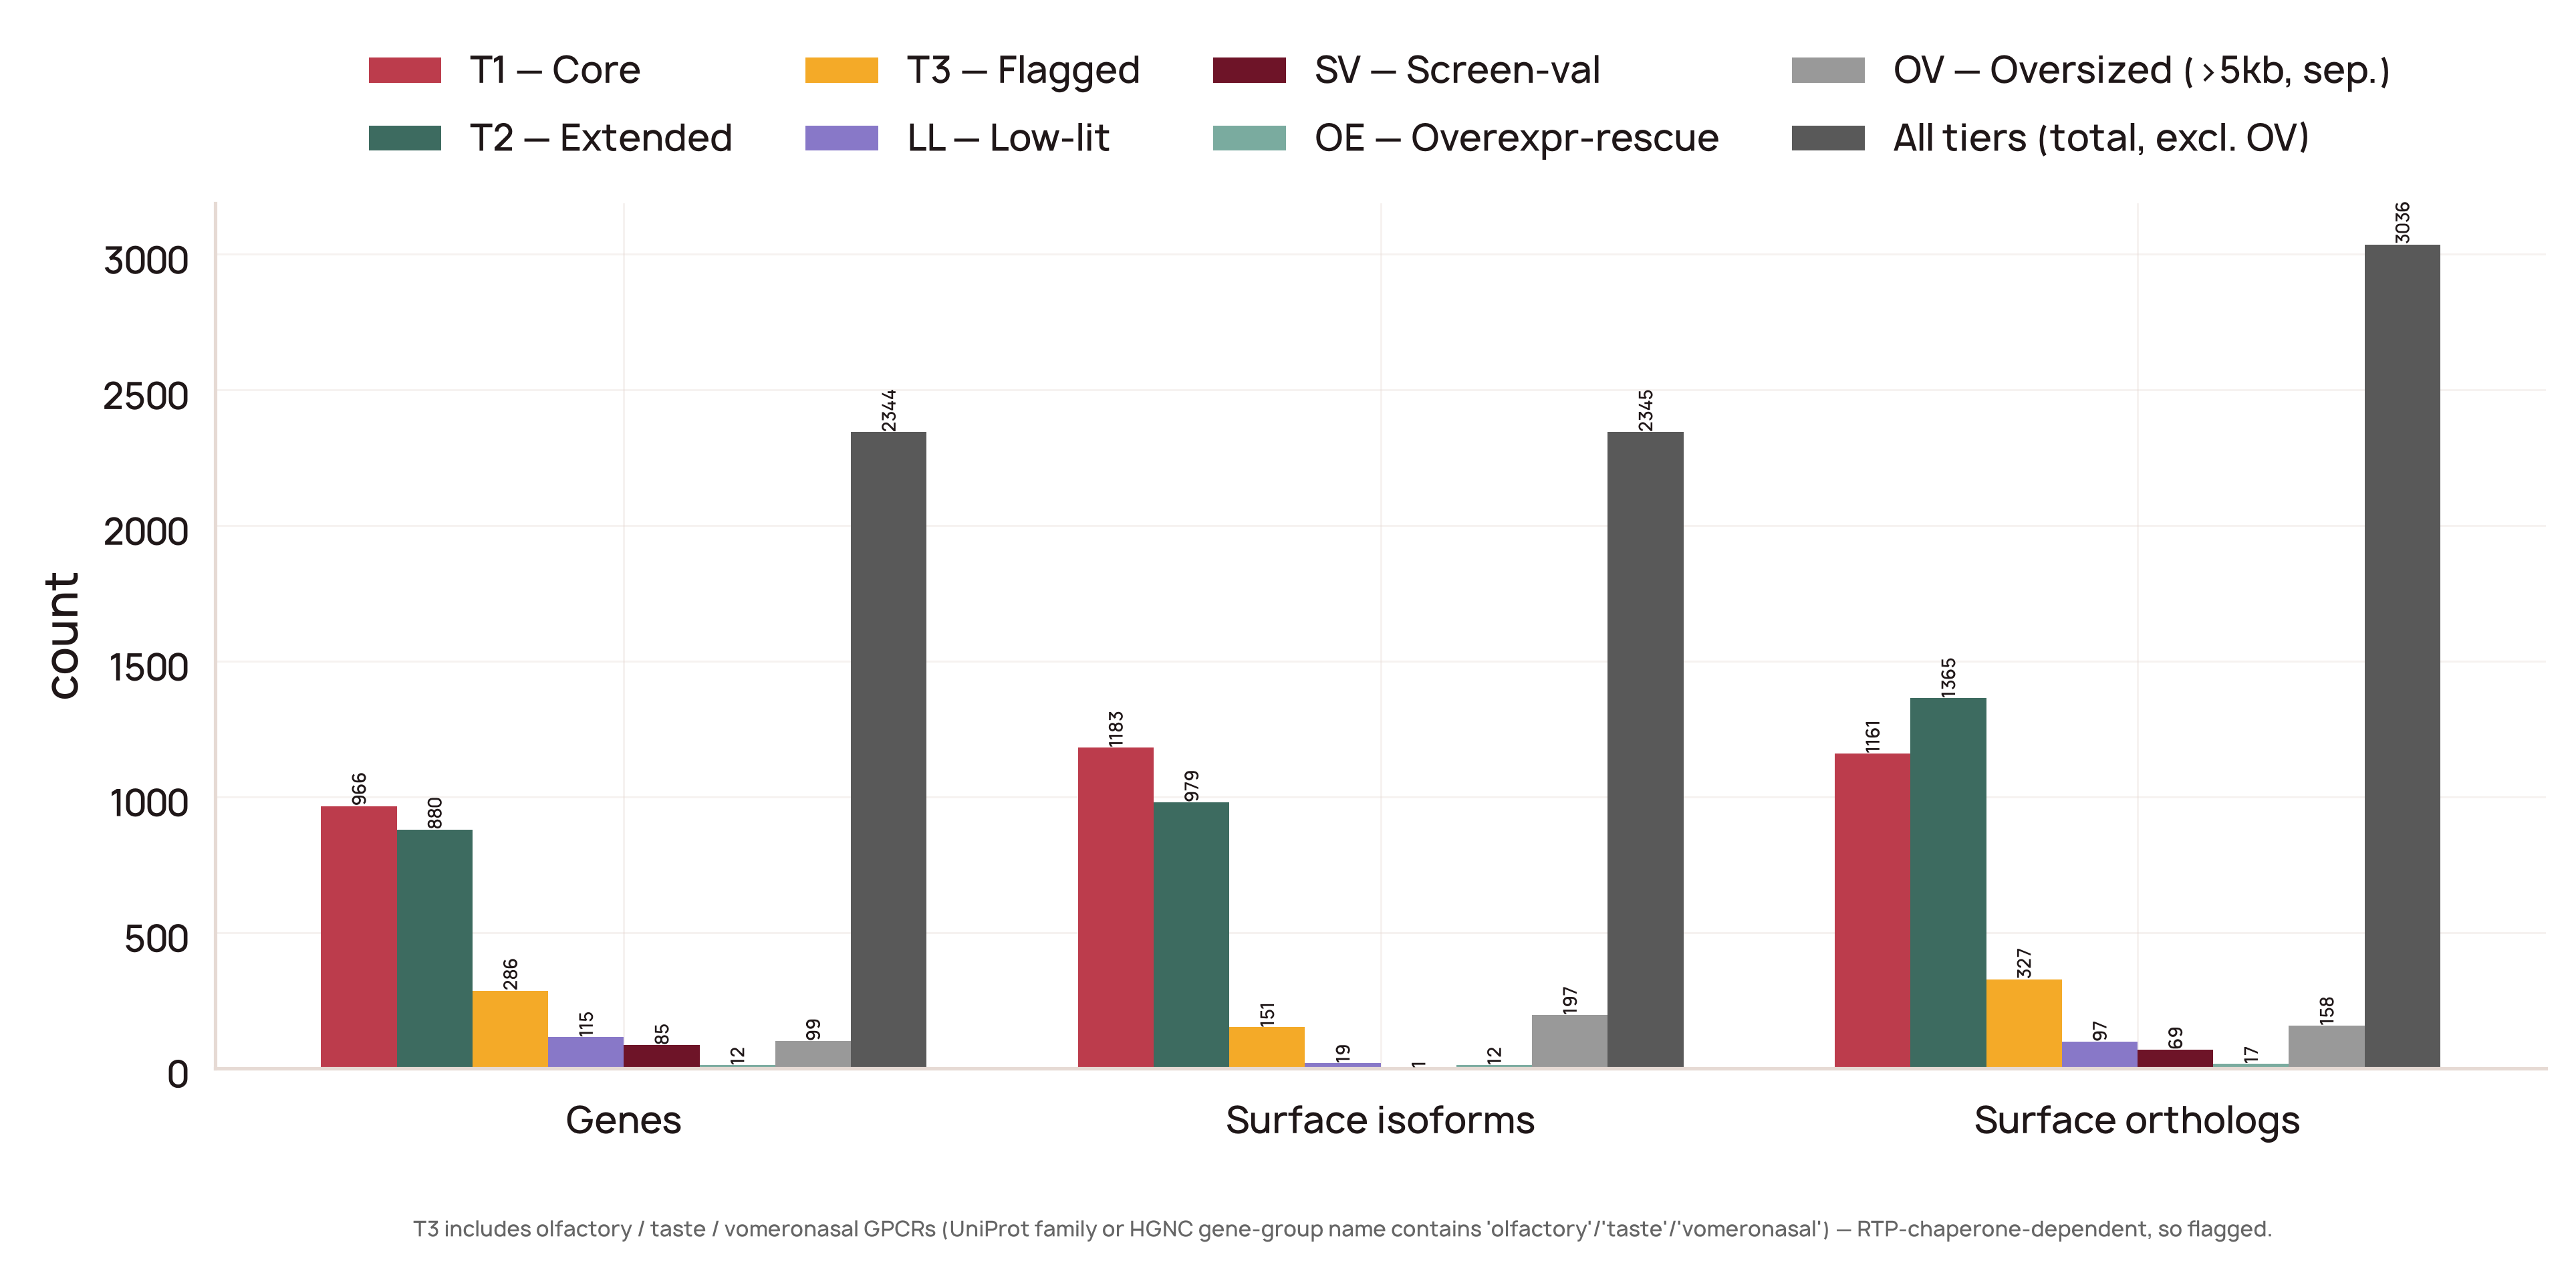 T1 — Core
T3 — Flagged
SV — Screen-val
OV — Oversized (>5kb, sep.)
T2 — Extended
LL — Low-lit
OE — Overexpr-rescue
All tiers (total, excl. OV)
count
3000
2500
2000
1500
1000
500
0
966
880
286
115
85
12
99
2344
1183
979
151
19
1
12
197
2345
1161
1365
327
97
69
17
158
3036
Genes
Surface isoforms
Surface orthologs
T3 includes olfactory / taste / vomeronasal GPCRs (UniProt family or HGNC gene-group name contains 'olfactory'/'taste'/'vomeronasal') — RTP-chaperone-dependent, so flagged.